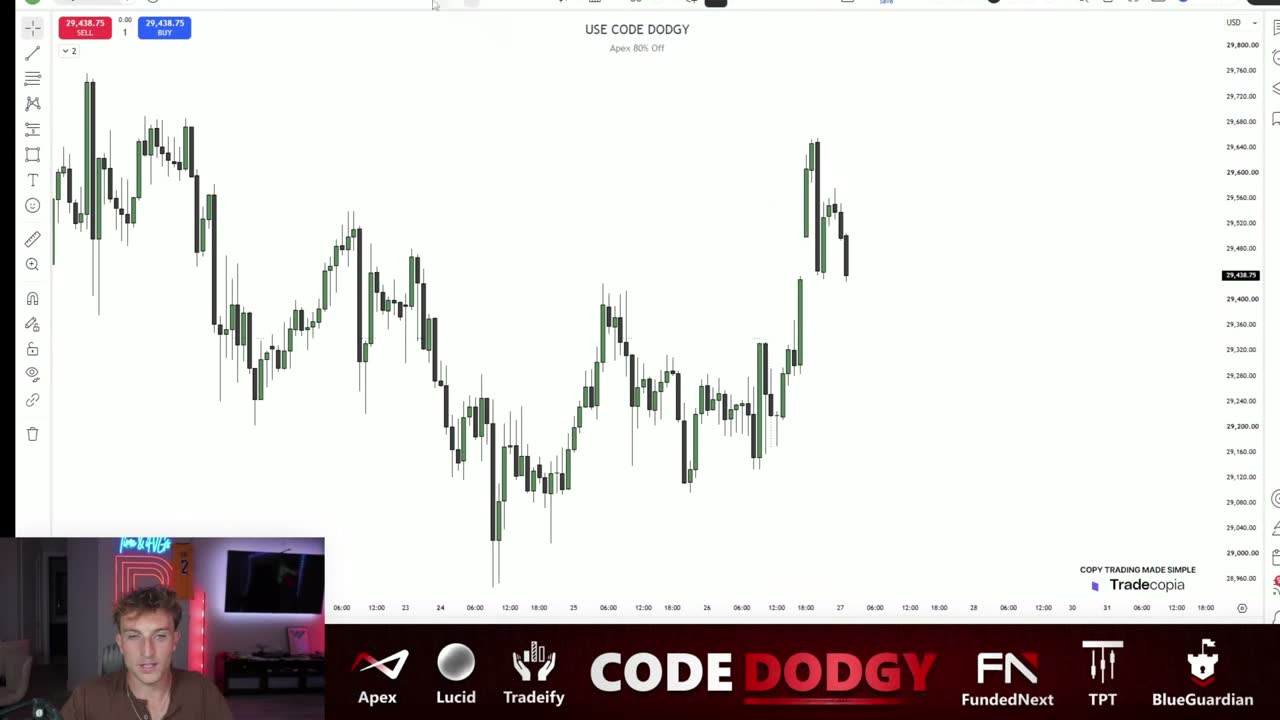 29,438.75
SELL
0.00
1
29,438.75
BUY
2
USE CODE DODGY
Apex 80% Off
USD
29,800.00
29,760.00
29,720.00
29,680.00
29,640.00
29,600.00
29,560.00
29,520.00
29,480.00
29,438.75
29,400.00
29,360.00
29,320.00
29,280.00
29,240.00
29,200.00
29,160.00
29,120.00
29,080.00
29,040.00
29,000.00
28,960.00
COPY TRADING MADE SIMPLE
Tradecopia
06:00 12:00 23 24 06:00 12:00 18:00 25 06:00 12:00 18:00 26 06:00 12:00 18:00 27 06:00 12:00 18:00 28 06:00 12:00 30 31 06:00 12:00 18:00
Apex
Lucid
Tradeify
CODE DODGY
FN
FundedNext
TPT
BlueGuardian